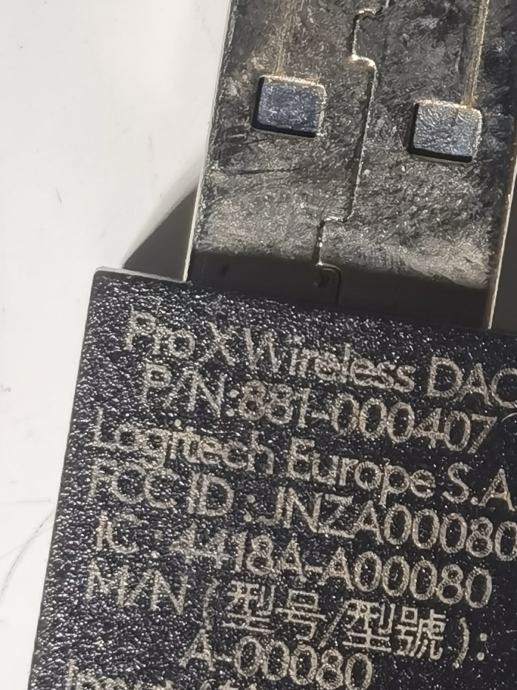 Pro X Wireless DAC
P/N:881-000407
Logitech Europe S.A
FCC ID : JNZA00080
IC : 4418A-A00080
M/N (型号/型號):
A-00080